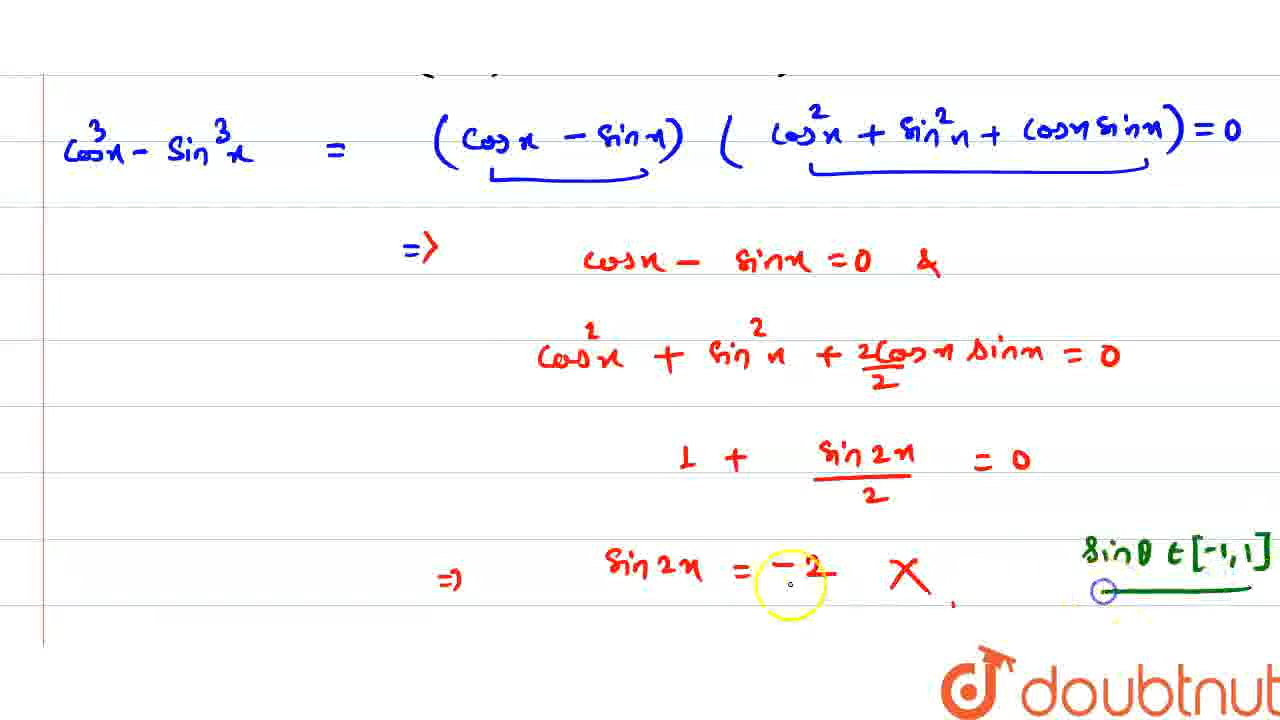 cos³x - sin³x = (cosx - sinx) (cos²x + sin²x + cosx sinx) = 0
=> cosx - sinx = 0 &
cos²x + sin²x + 2cosx sinx / 2 = 0
1 + sin2x / 2 = 0
=> sin2x = -2 X.
sinθ ∈ [-1,1]
doubtnut